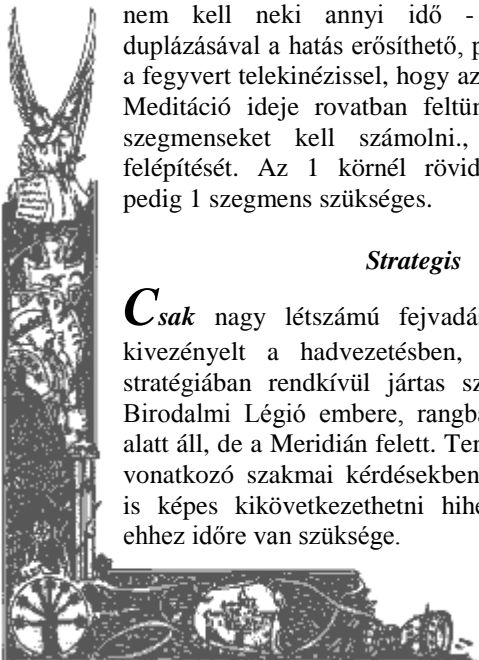 nem kell neki annyi idő -
duplázásával a hatás erősíthető, p
a fegyvert telekinézissel, hogy az
Meditáció ideje rovatban feltün
szegmenseket kell számolni.,
felépítését. Az 1 körnél rövid
pedig 1 szegmens szükséges.
Strategis
Csak nagy létszámú fejvadás
kivezényelt a hadvezetésben,
stratégiában rendkívül jártas sz
Birodalmi Légió embere, rangba
alatt áll, de a Meridián felett. Ter
vonatkozó szakmai kérdésekben
is képes kikövetkezethetni hihe
ehhez időre van szüksége.